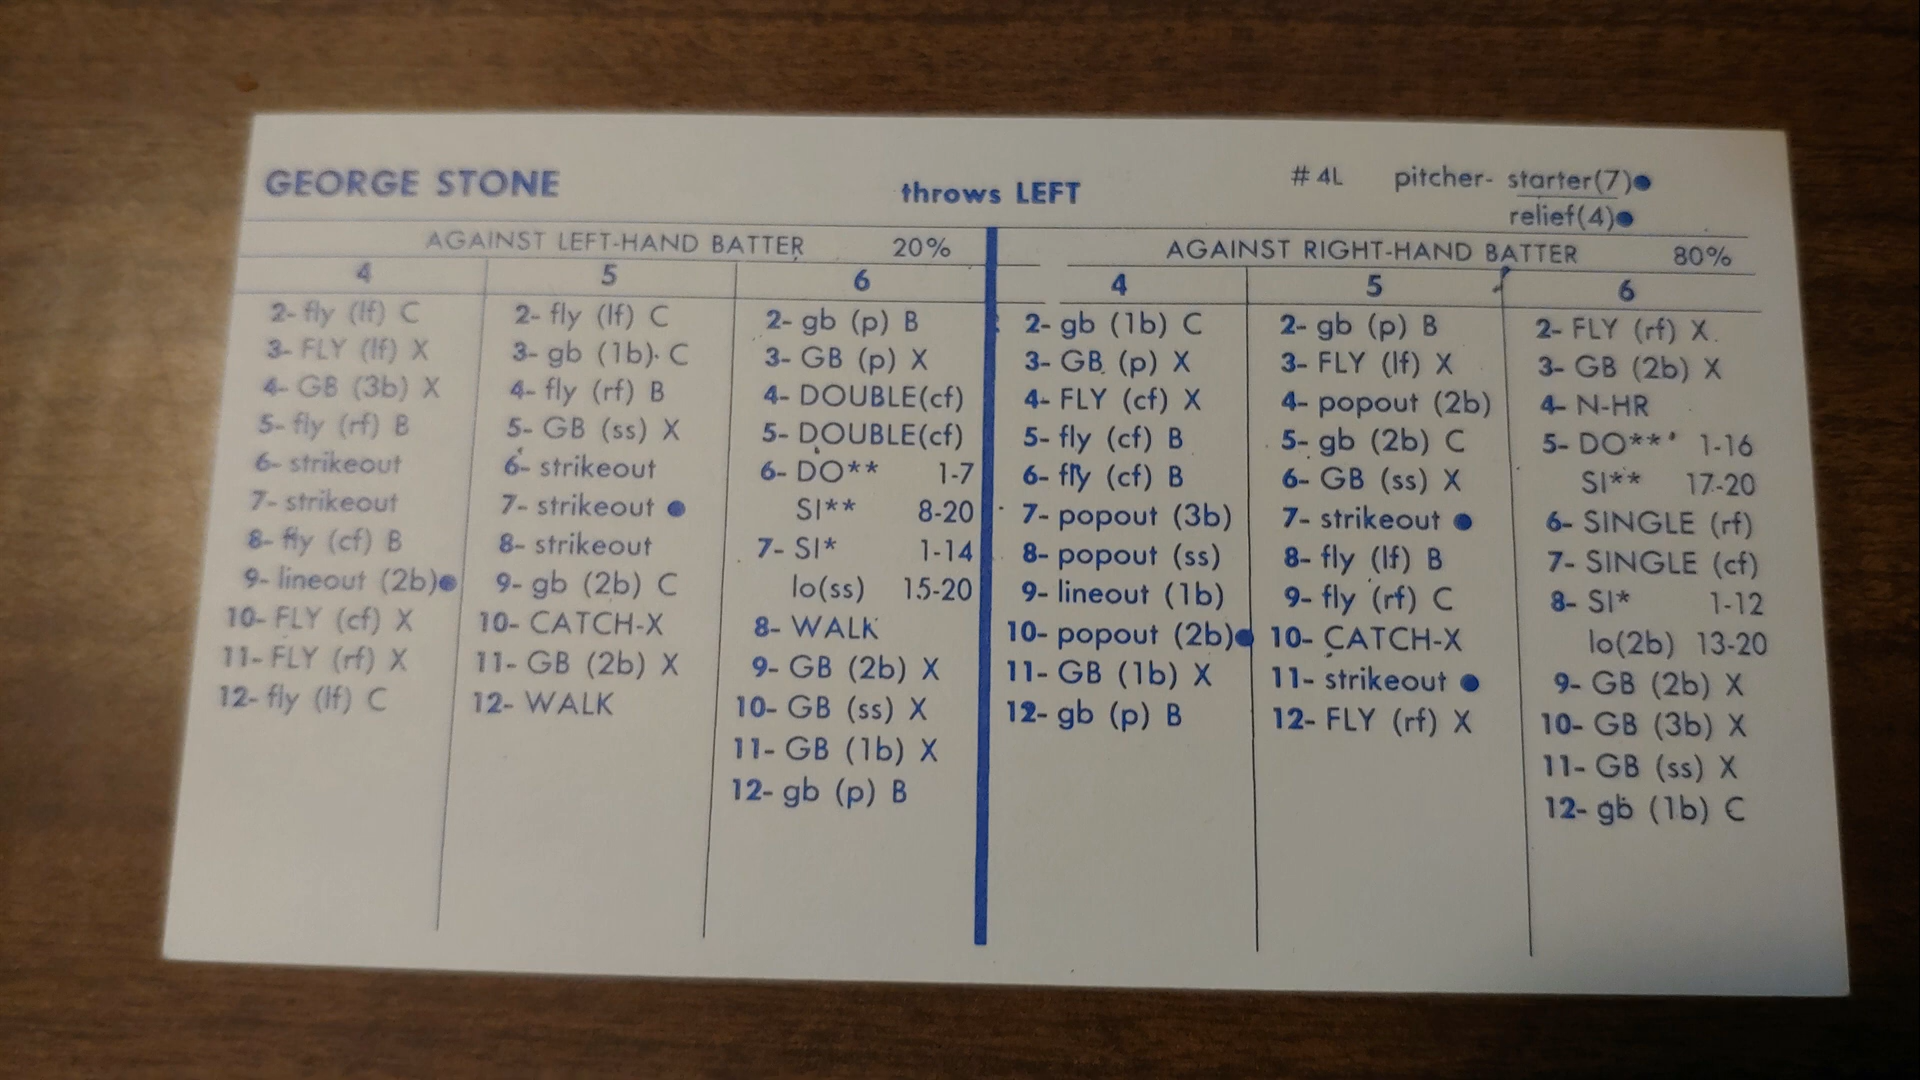 GEORGE STONE
throws LEFT
# 4L pitcher- starter(7)●
relief(4)●
AGAINST LEFT-HAND BATTER 20%
4
2- fly (lf) C
3- FLY (lf) X
4- GB (3b) X
5- fly (rf) B
6- strikeout
7- strikeout
8- fly (cf) B
9- lineout (2b)●
10- FLY (cf) X
11- FLY (rf) X
12- fly (lf) C
5
2- fly (lf) C
3- gb (1b) C
4- fly (rf) B
5- GB (ss) X
6- strikeout
7- strikeout ●
8- strikeout
9- gb (2b) C
10- CATCH-X
11- GB (2b) X
12- WALK
6
2- gb (p) B
3- GB (p) X
4- DOUBLE(cf)
5- DOUBLE(cf)
6- DO** 1-7
SI** 8-20
7- SI* 1-14
lo(ss) 15-20
8- WALK
9- GB (2b) X
10- GB (ss) X
11- GB (1b) X
12- gb (p) B
AGAINST RIGHT-HAND BATTER 80%
4
2- gb (1b) C
3- GB (p) X
4- FLY (cf) X
5- fly (cf) B
6- fly (cf) B
7- popout (3b)
8- popout (ss)
9- lineout (1b)
10- popout (2b)●
11- GB (1b) X
12- gb (p) B
5
2- gb (p) B
3- FLY (lf) X
4- popout (2b)
5- gb (2b) C
6- GB (ss) X
7- strikeout ●
8- fly (lf) B
9- fly (rf) C
10- CATCH-X
11- strikeout ●
12- FLY (rf) X
6
2- FLY (rf) X
3- GB (2b) X
4- N-HR
5- DO** 1-16
SI** 17-20
6- SINGLE (rf)
7- SINGLE (cf)
8- SI* 1-12
lo(2b) 13-20
9- GB (2b) X
10- GB (3b) X
11- GB (ss) X
12- gb (1b) C